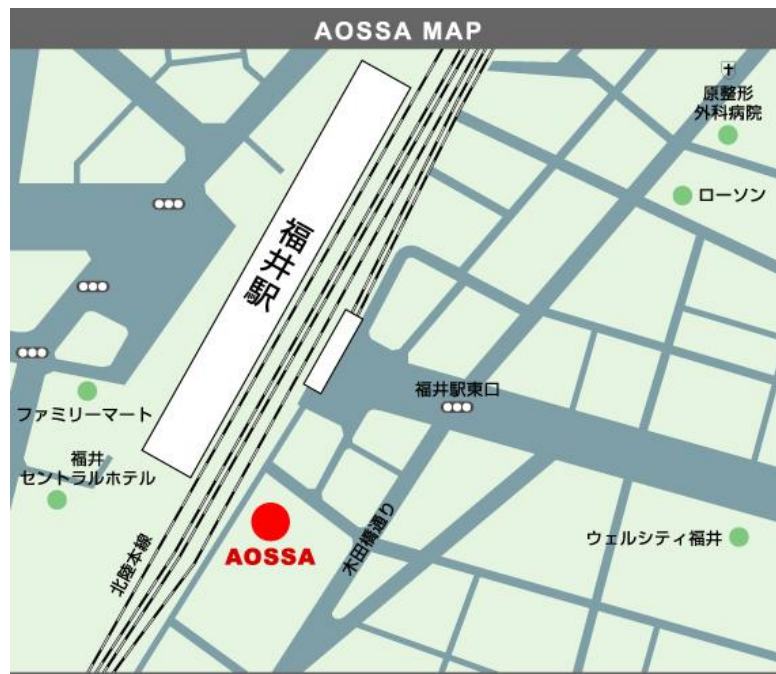 AOSSA MAP
原整形
外科病院
ローソン
福井駅
福井駅東口
ファミリーマート
福井
セントラルホテル
AOSSA
木田橋通り
北陸本線
ウェルシティ福井